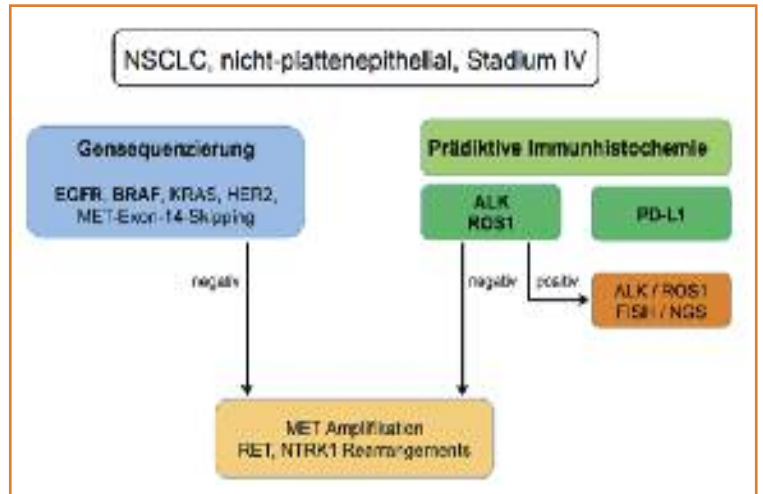 NSCLC, nicht-plattenepithelial, Stadium IV
Gensequenzierung
EGFR, BRAF, KRAS, HER2,
MET-Exon-14-Skipping
Prädiktive Immunhistochemie
ALK
ROS1
PD-L1
negativ
negativ
positiv
ALK / ROS1
FISH / NGS
MET Amplifikation
RET, NTRK1 Rearrangements